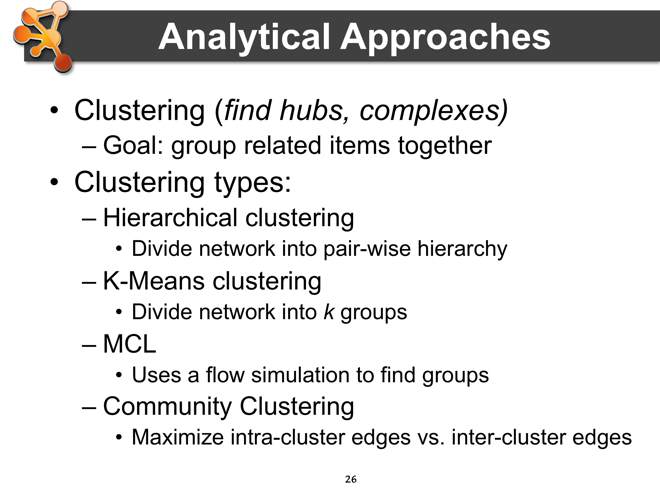 Analytical Approaches
• Clustering (find hubs, complexes)
– Goal: group related items together
• Clustering types:
– Hierarchical clustering
• Divide network into pair-wise hierarchy
– K-Means clustering
• Divide network into k groups
– MCL
• Uses a flow simulation to find groups
– Community Clustering
• Maximize intra-cluster edges vs. inter-cluster edges
26